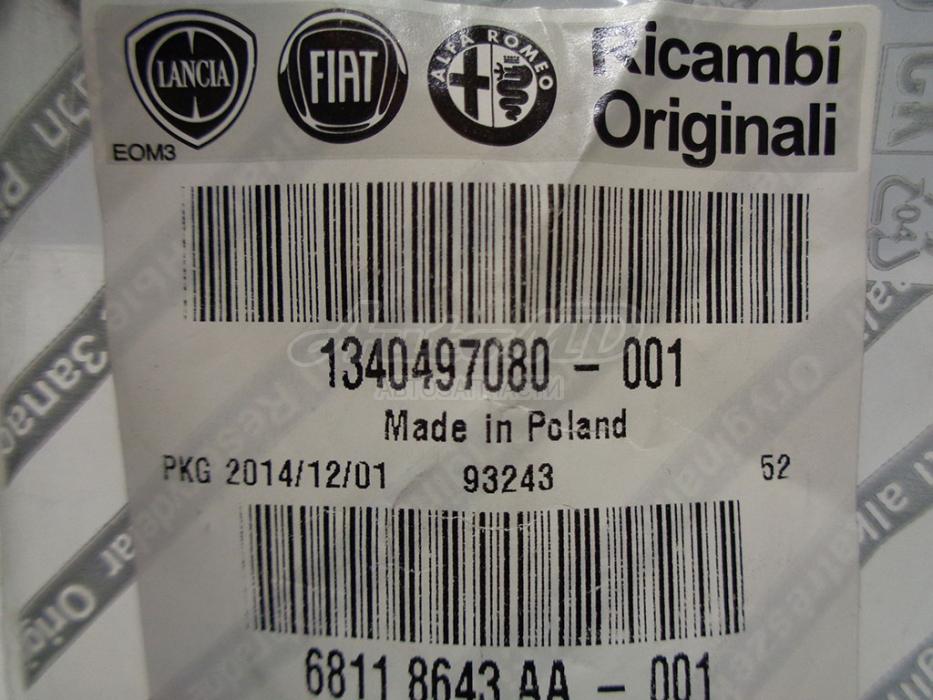 LANCIA
FIAT
ALFA ROMEO
Ricambi
Originali
EOM3
1340497080 - 001
АВТОЗАПЧАСТИ
Made in Poland
PKG 2014/12/01 93243 52
6811 8643 AA - 001